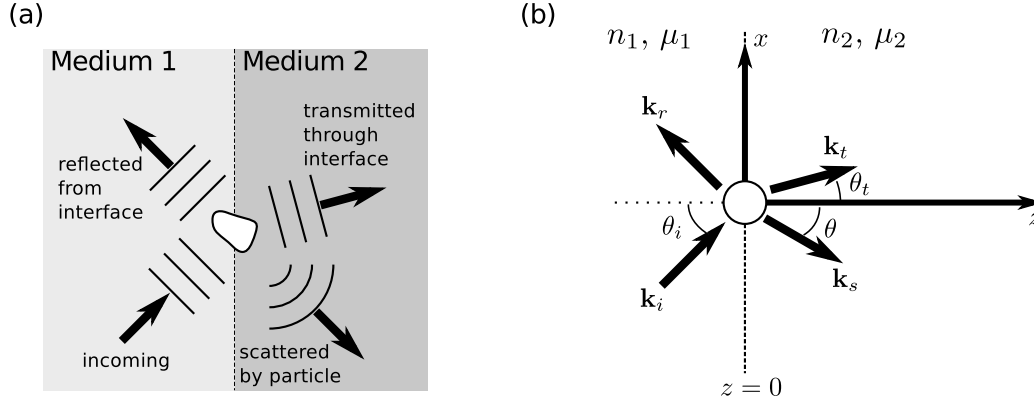 (a)
Medium 1
Medium 2
transmitted
through
interface
reflected
from
interface
incoming
scattered
by particle
(b)
n₁, μ₁
n₂, μ₂
x
𝐤ᵣ
𝐤ₜ
θₜ
z
θᵢ
θ
𝐤ᵢ
𝐤ₛ
z = 0